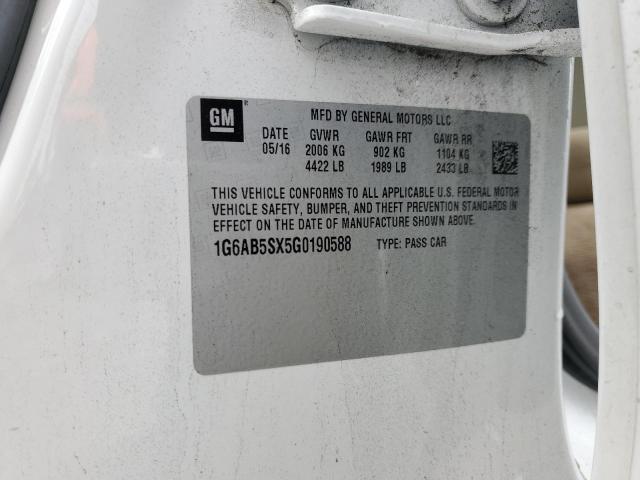 GM
MFD BY GENERAL MOTORS LLC
DATE GVWR GAWR FRT GAWR RR
05/16 2006 KG 902 KG 1104 KG
4422 LB 1989 LB 2433 LB
THIS VEHICLE CONFORMS TO ALL APPLICABLE U.S. FEDERAL MOTOR
VEHICLE SAFETY, BUMPER, AND THEFT PREVENTION STANDARDS IN
EFFECT ON THE DATE OF MANUFACTURE SHOWN ABOVE.
1G6AB5SX5G0190588 TYPE: PASS CAR